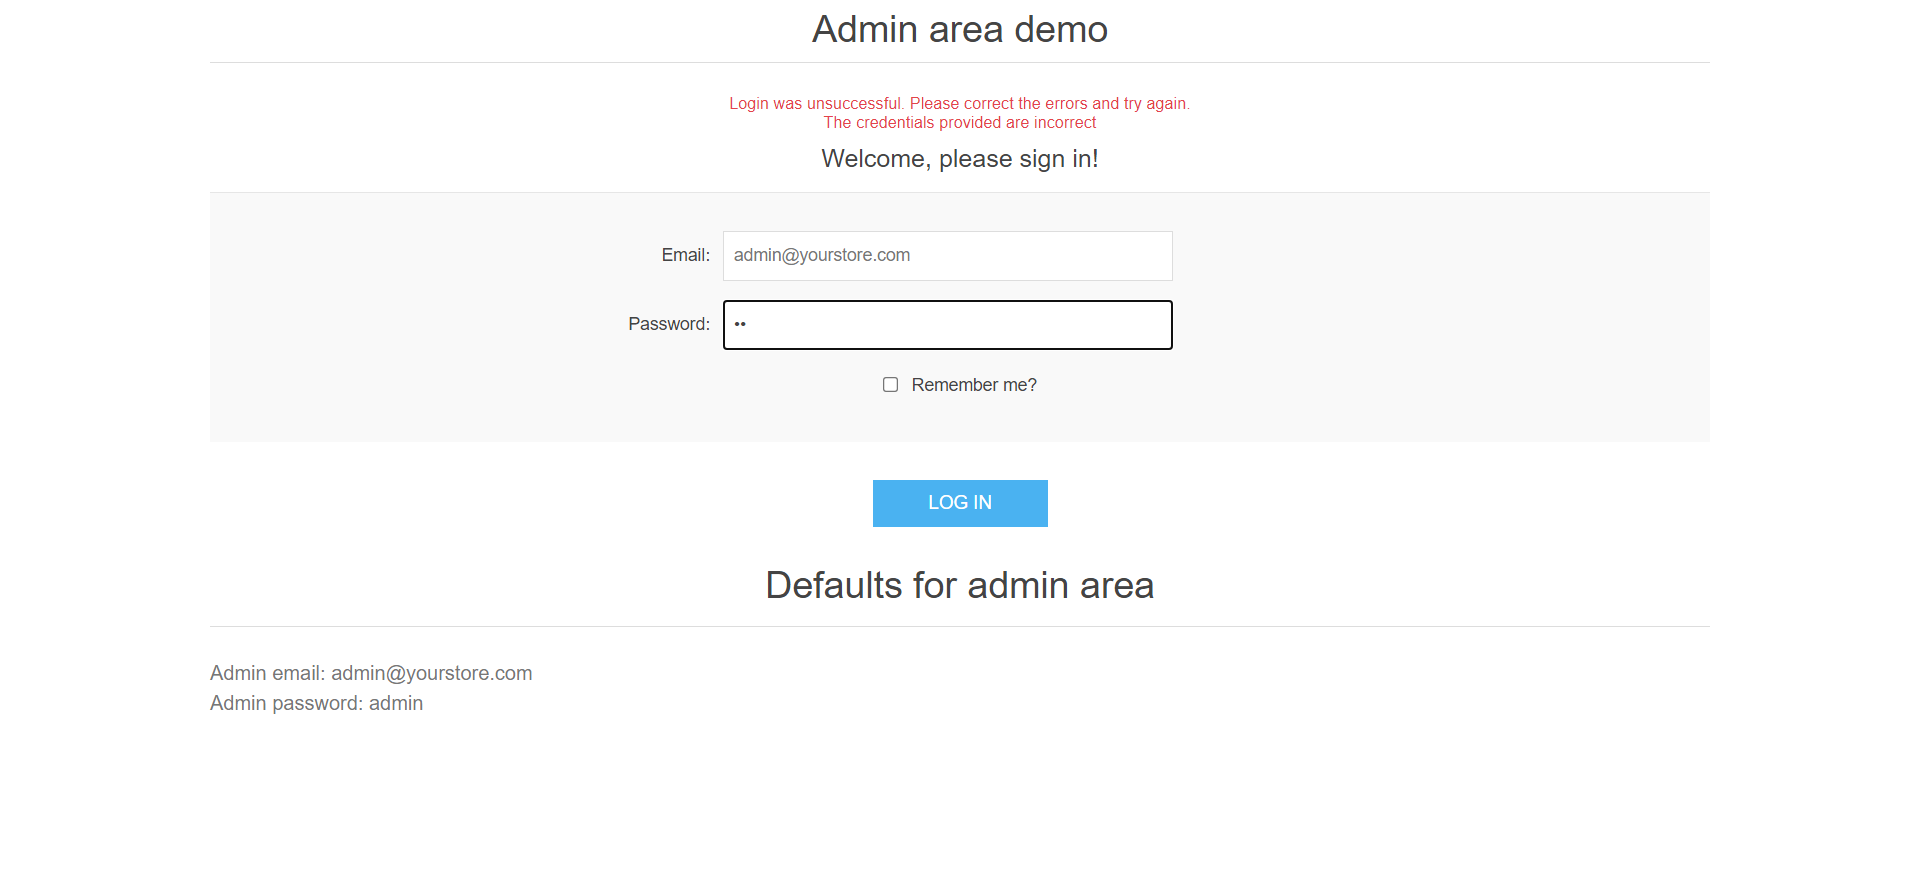 Admin area demo
Login was unsuccessful. Please correct the errors and try again.
The credentials provided are incorrect
Welcome, please sign in!
Email: admin@yourstore.com
Password: ••
Remember me?
LOG IN
Defaults for admin area
Admin email: admin@yourstore.com
Admin password: admin